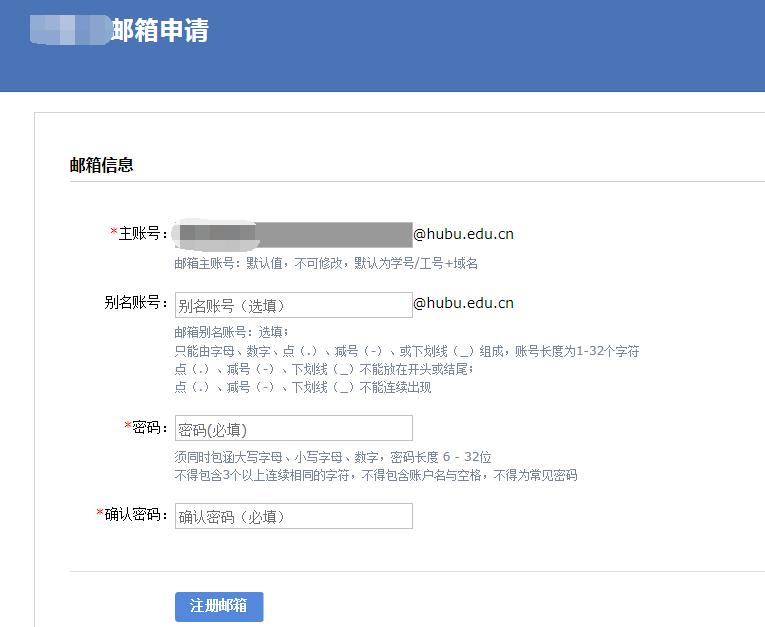 邮箱申请
邮箱信息
*主账号： @hubu.edu.cn
邮箱主账号：默认值，不可修改，默认为学号/工号+域名
别名账号： 别名账号（选填） @hubu.edu.cn
邮箱别名账号：选填；
只能由字母、数字、点（.）、减号（-）、或下划线（_）组成，账号长度为1-32个字符
点（.）、减号（-）、下划线（_）不能放在开头或结尾；
点（.）、减号（-）、下划线（_）不能连续出现
*密码： 密码(必填)
须同时包涵大写字母、小写字母、数字，密码长度 6 - 32位
不得包含3个以上连续相同的字符，不得包含账户名与空格，不得为常见密码
*确认密码： 确认密码（必填）
注册邮箱